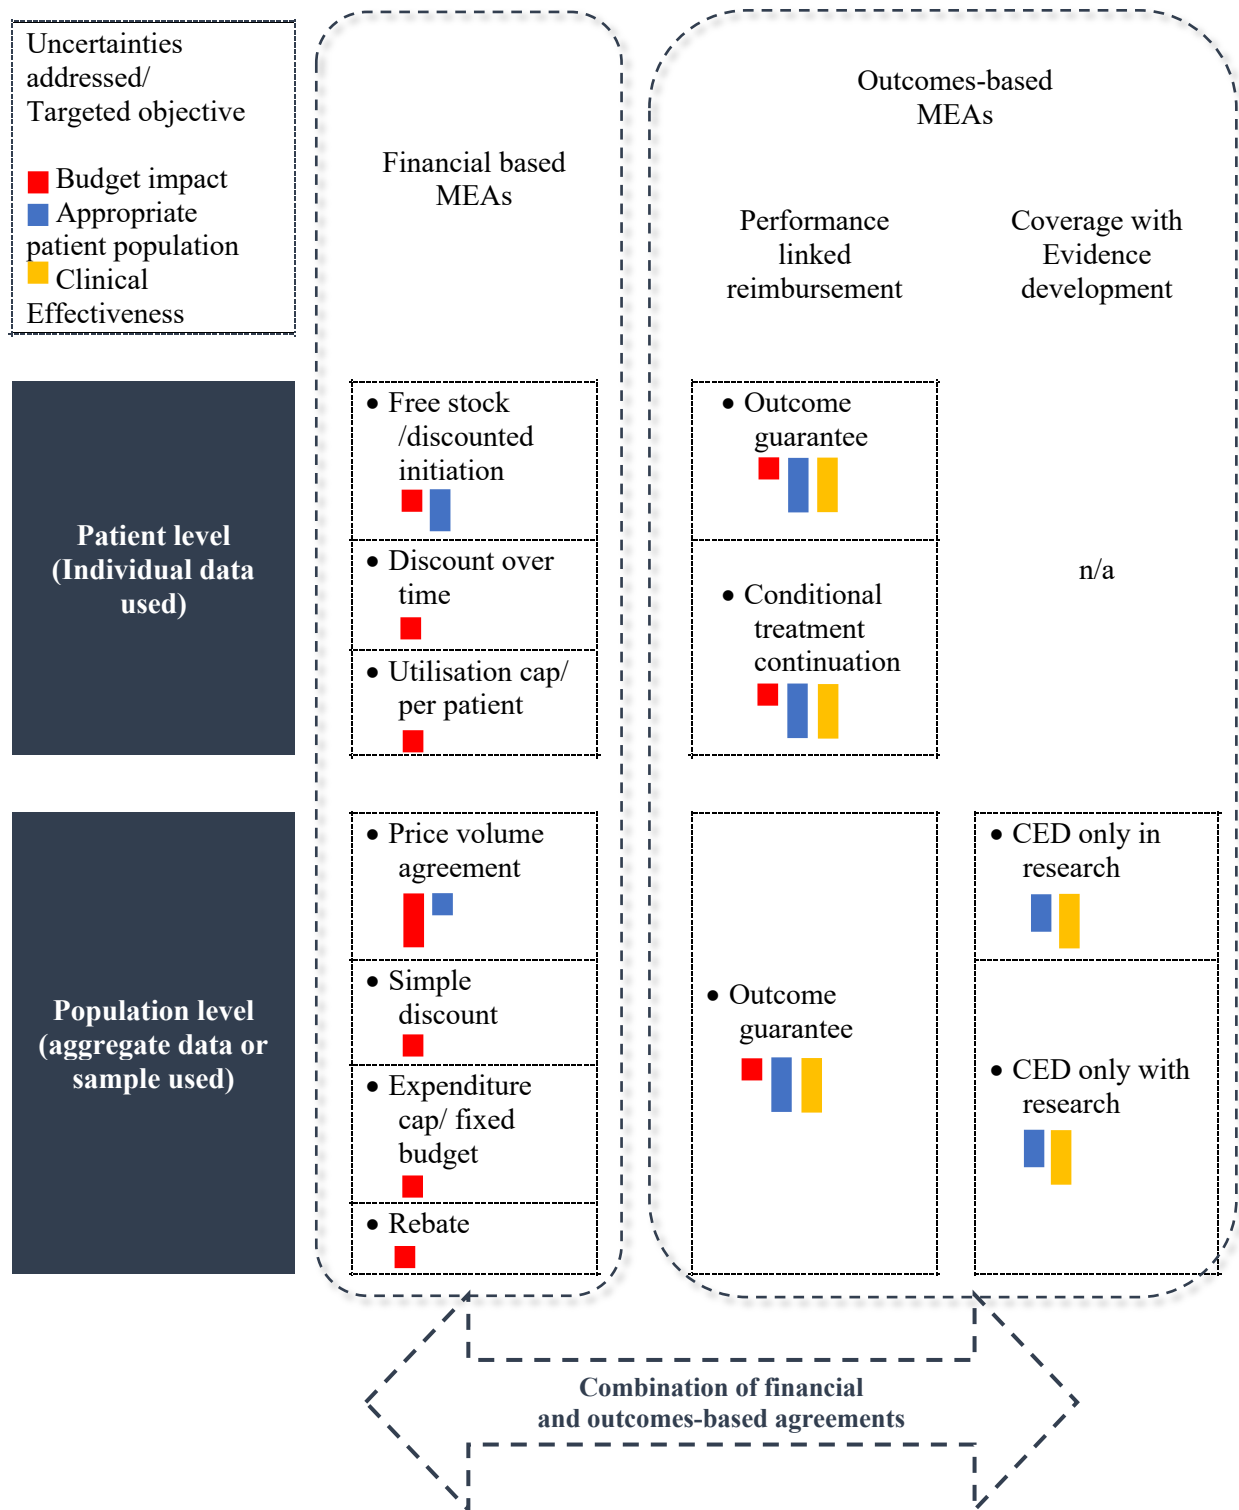 Uncertainties
addressed/
Targeted objective
Budget impact
Appropriate
patient population
Clinical
Effectiveness
Financial based
MEAs
Outcomes-based
MEAs
Performance
linked
reimbursement
Coverage with
Evidence
development
Patient level
(Individual data
used)
• Free stock
/discounted
initiation
• Discount over
time
• Utilisation cap/
per patient
• Outcome
guarantee
• Conditional
treatment
continuation
n/a
Population level
(aggregate data or
sample used)
• Price volume
agreement
• Simple
discount
• Expenditure
cap/ fixed
budget
• Rebate
• Outcome
guarantee
• CED only in
research
• CED only with
research
Combination of financial
and outcomes-based agreements